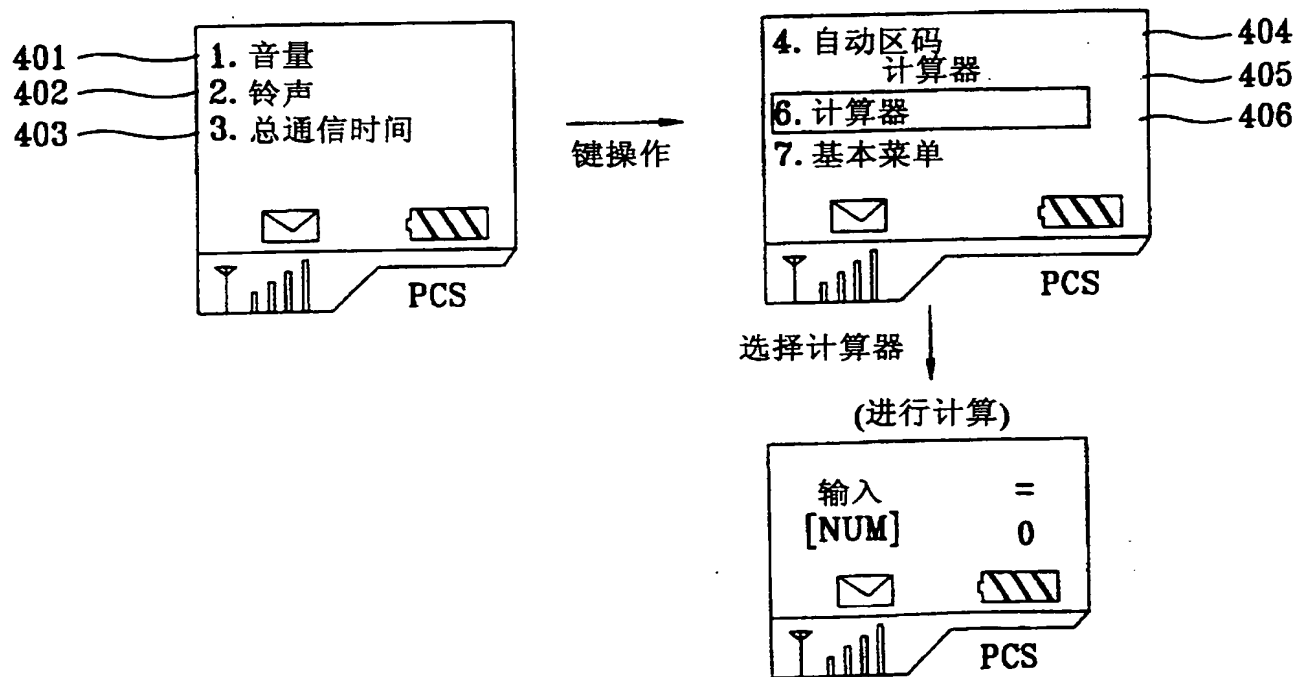 401
402
403
1. 音量
2. 铃声
3. 总通信时间
PCS
键操作
4. 自动区码
计算器
6. 计算器
7. 基本菜单
PCS
404
405
406
选择计算器
(进行计算)
输入 =
[NUM] 0
PCS